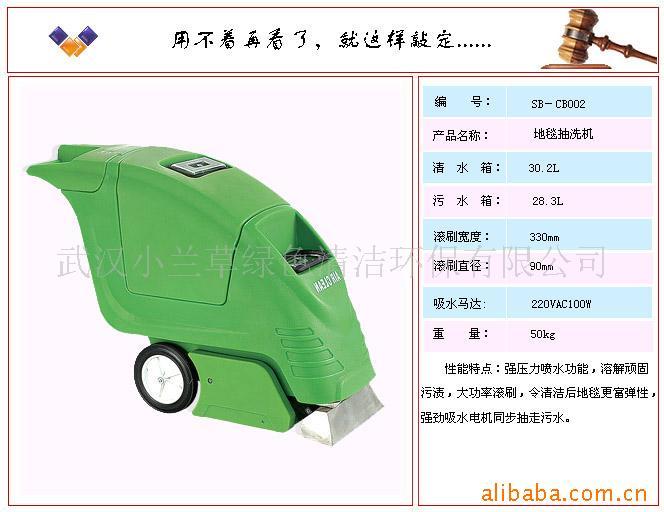 用不着再看了，就这样敲定......
编 号： SB－CB002
产品名称： 地毯抽洗机
清 水 箱： 30.2L
污 水 箱： 28.3L
滚刷宽度： 330mm
滚刷直径： 90mm
吸水马达： 220VAC100W
重 量： 50kg
性能特点：强压力喷水功能，溶解顽固
污渍，大功率滚刷，令清洁后地毯更富弹性，
强劲吸水电机同步抽走污水。
武汉小兰草绿色清洁环保有限公司
alibaba.com.cn